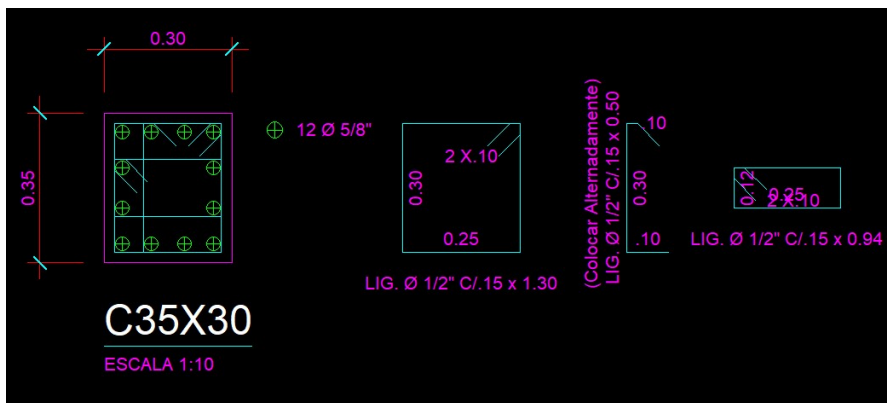 0.30
0.35
12 Ø 5/8"
C35X30
ESCALA 1:10
2 X.10
0.30
0.25
LIG. Ø 1/2" C/.15 x 1.30
(Colocar Alternadamente)
LIG. Ø 1/2" C/.15 x 0.50
10
0.30
.10
0.12
0.25
2 X.10
LIG. Ø 1/2" C/.15 x 0.94